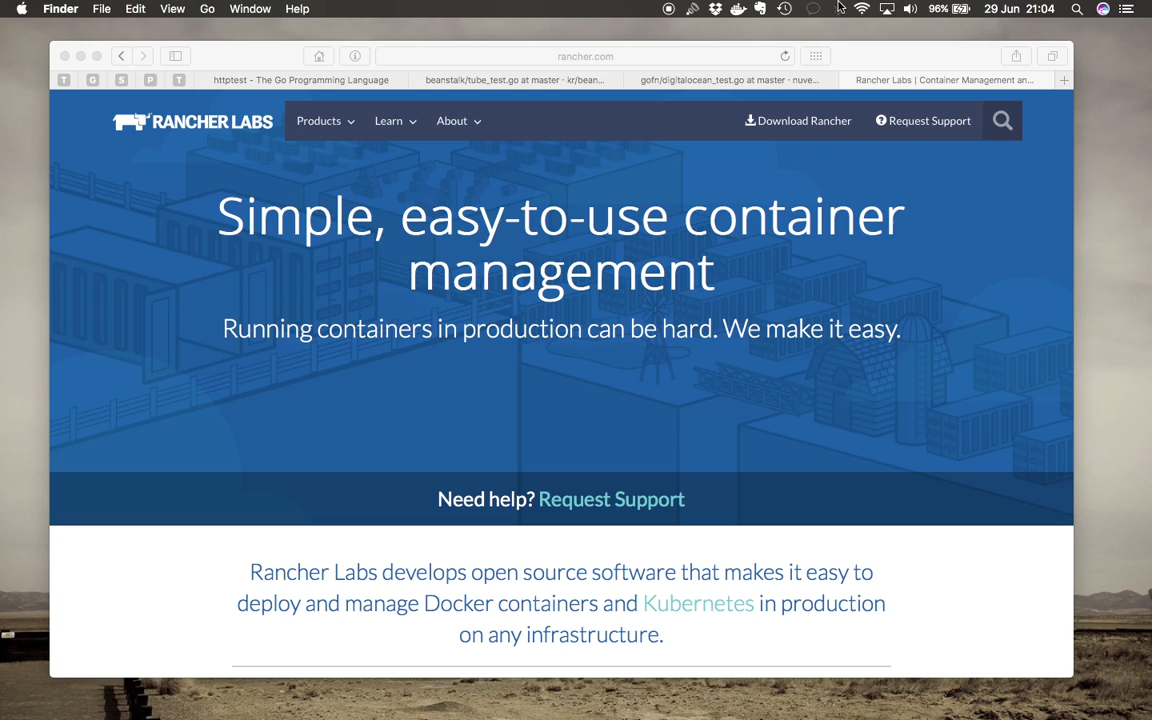 Finder File Edit View Go Window Help 96% 29 Jun 21:04
rancher.com
T G S P T httptest - The Go Programming Language beanstalk/tube_test.go at master · kr/bean... gofn/digitalocean_test.go at master · nuve... Rancher Labs | Container Management an...
RANCHER LABS Products Learn About Download Rancher Request Support
Simple, easy-to-use container
management
Running containers in production can be hard. We make it easy.
Need help? Request Support
Rancher Labs develops open source software that makes it easy to
deploy and manage Docker containers and Kubernetes in production
on any infrastructure.